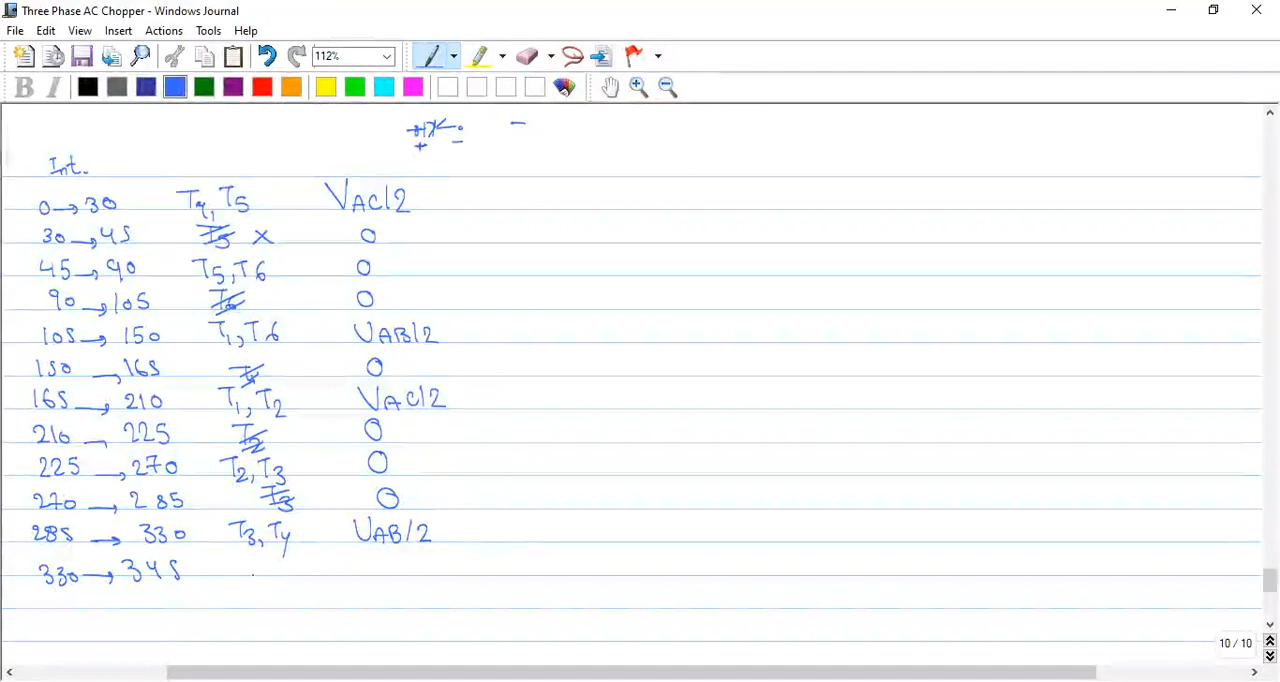 Three Phase AC Chopper - Windows Journal
File Edit View Insert Actions Tools Help
112%
B I
+ - -
Int.
0→30 T4, T5 VAC/2
30→45 T5 × 0
45→90 T5, T6 0
90→105 T6 0
105→150 T1, T6 VAB/2
150→165 T1 0
165→210 T1, T2 VAC/2
210→225 T2 0
225→270 T2, T3 0
270→285 T3 0
285→330 T3, T4 VAB/2
330→345
10 / 10